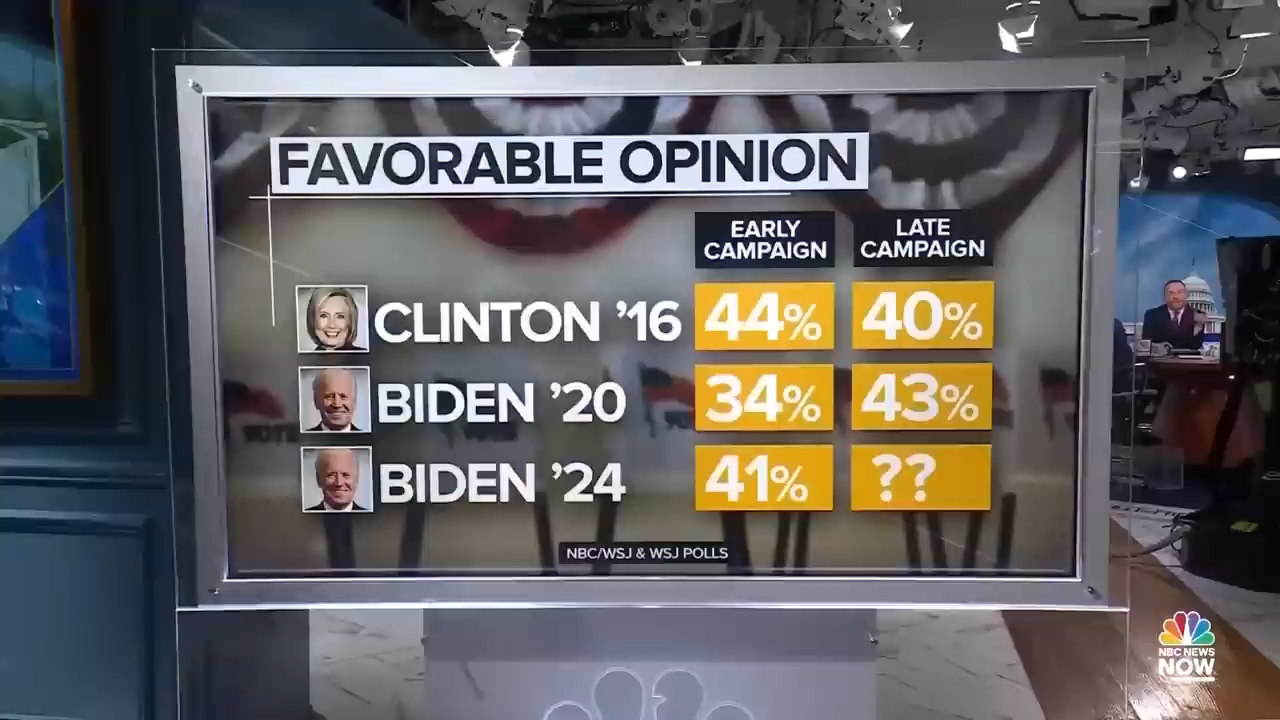 FAVORABLE OPINION
EARLY CAMPAIGN
LATE CAMPAIGN
CLINTON ’16 44% 40%
BIDEN ’20 34% 43%
BIDEN ’24 41% ??
NBC/WSJ & WSJ POLLS
NBC NEWS
NOW